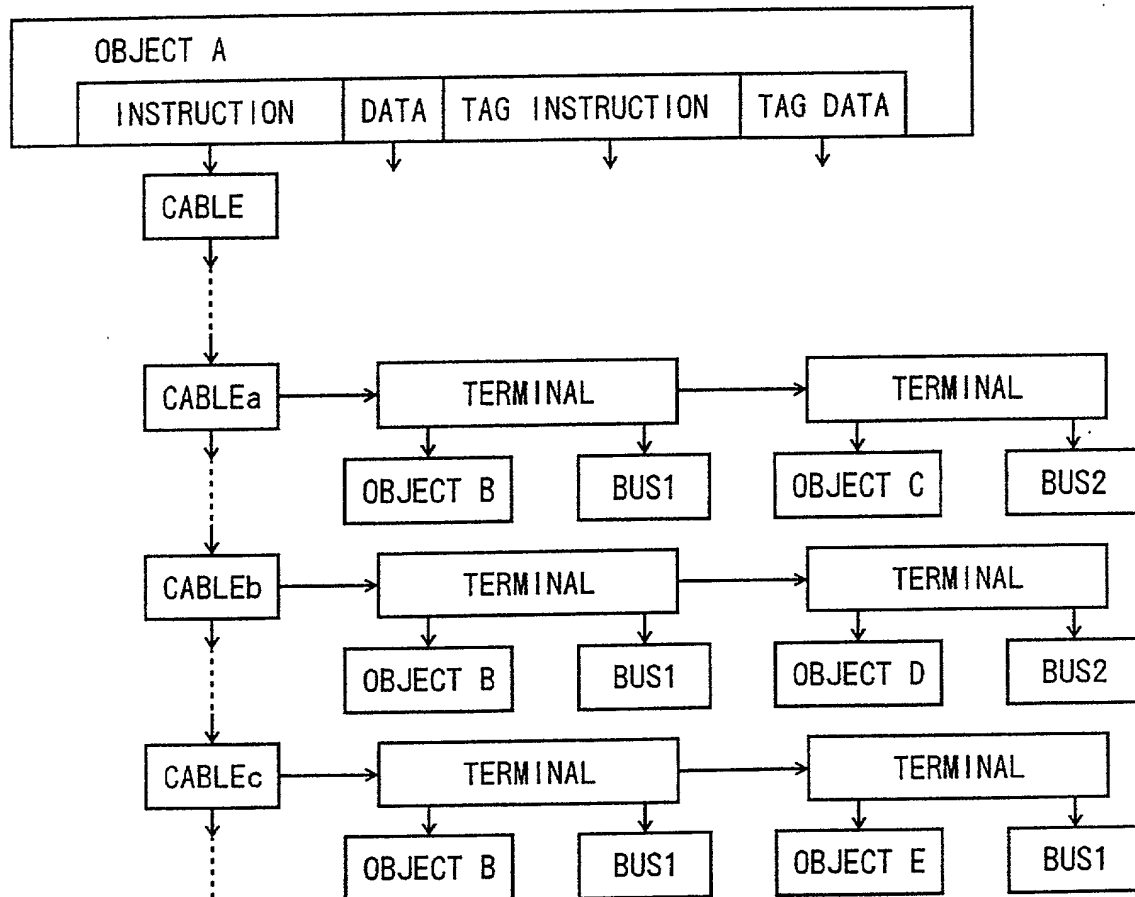 OBJECT A
INSTRUCTION DATA TAG INSTRUCTION TAG DATA
CABLE
CABLEa TERMINAL TERMINAL
OBJECT B BUS1 OBJECT C BUS2
CABLEb TERMINAL TERMINAL
OBJECT B BUS1 OBJECT D BUS2
CABLEc TERMINAL TERMINAL
OBJECT B BUS1 OBJECT E BUS1